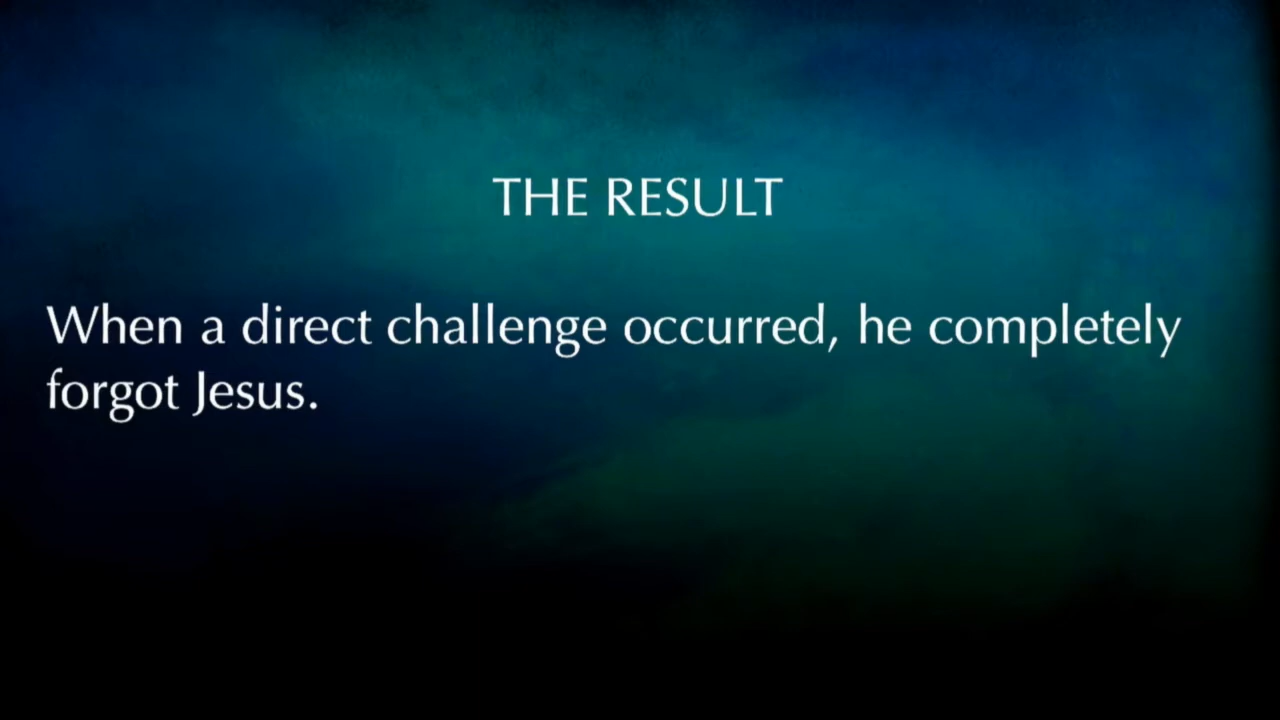 THE RESULT
When a direct challenge occurred, he completely
forgot Jesus.